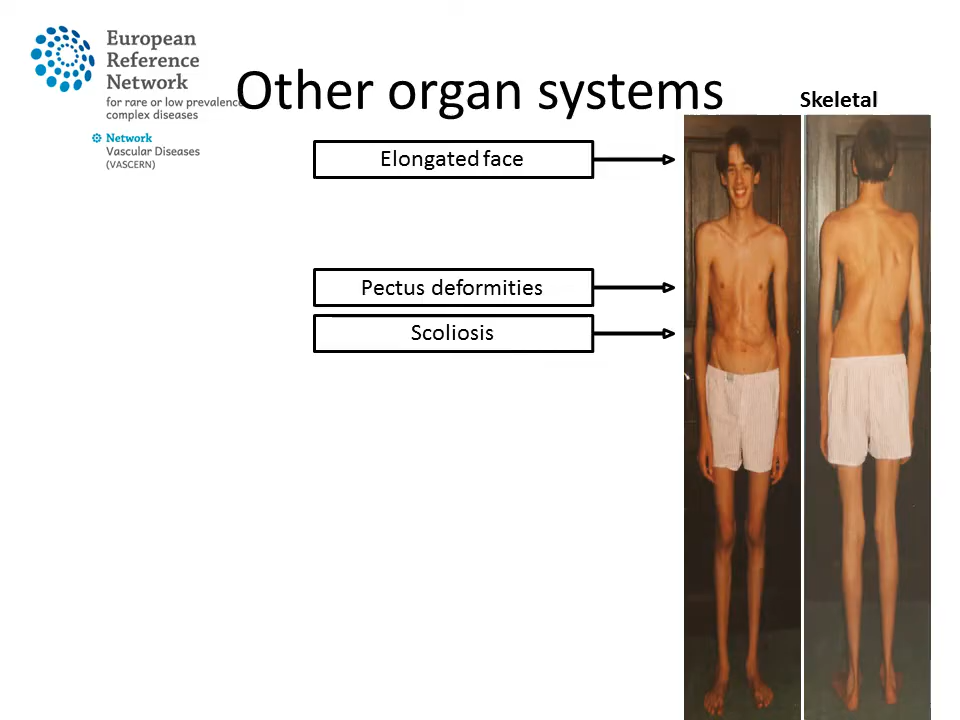 European
Reference
Network
for rare or low prevalence
complex diseases
Network
Vascular Diseases
(VASCERN)
Other organ systems
Skeletal
Elongated face
Pectus deformities
Scoliosis